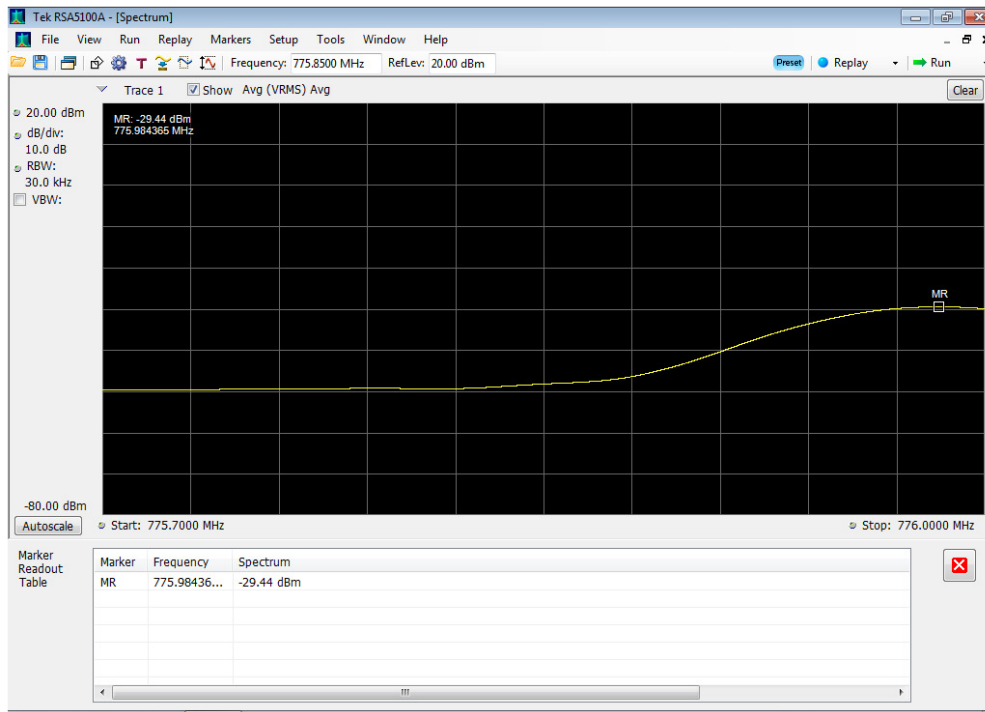 Tek RSA5100A - [Spectrum]
File View Run Replay Markers Setup Tools Window Help
T Frequency: 775.8500 MHz RefLev: 20.00 dBm Preset Replay Run
Trace 1 Show Avg (VRMS) Avg Clear
20.00 dBm
dB/div:
10.0 dB
RBW:
30.0 kHz
VBW:
MR: -29.44 dBm
775.984365 MHz
MR
-80.00 dBm
Autoscale Start: 775.7000 MHz Stop: 776.0000 MHz
Marker
Readout
Table
Marker Frequency Spectrum
MR 775.98436... -29.44 dBm